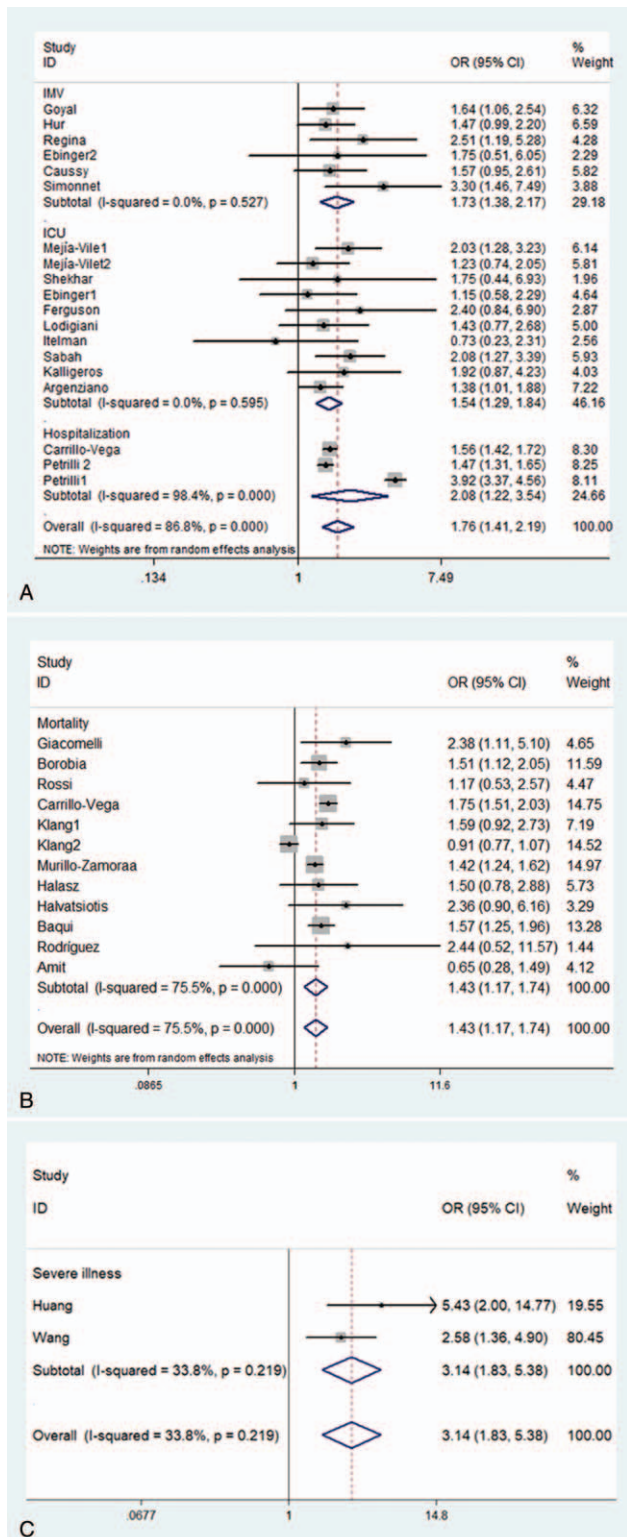 Study %
ID OR (95% CI) Weight
IMV
Goyal 1.64 (1.06, 2.54) 6.32
Hur 1.47 (0.99, 2.20) 6.59
Regina 2.51 (1.19, 5.28) 4.28
Ebinger2 1.75 (0.51, 6.05) 2.29
Caussy 1.57 (0.95, 2.61) 5.82
Simonnet 3.30 (1.46, 7.49) 3.88
Subtotal (I-squared = 0.0%, p = 0.527) 1.73 (1.38, 2.17) 29.18
.
ICU
Mejía-Vile1 2.03 (1.28, 3.23) 6.14
Mejía-Vilet2 1.23 (0.74, 2.05) 5.81
Shekhar 1.75 (0.44, 6.93) 1.96
Ebinger1 1.15 (0.58, 2.29) 4.64
Ferguson 2.40 (0.84, 6.90) 2.87
Lodigiani 1.43 (0.77, 2.68) 5.00
Itelman 0.73 (0.23, 2.31) 2.56
Sabah 2.08 (1.27, 3.39) 5.93
Kalligeros 1.92 (0.87, 4.23) 4.03
Argenziano 1.38 (1.01, 1.88) 7.22
Subtotal (I-squared = 0.0%, p = 0.595) 1.54 (1.29, 1.84) 46.16
.
Hospitalization
Carrillo-Vega 1.56 (1.42, 1.72) 8.30
Petrilli 2 1.47 (1.31, 1.65) 8.25
Petrilli1 3.92 (3.37, 4.56) 8.11
Subtotal (I-squared = 98.4%, p = 0.000) 2.08 (1.22, 3.54) 24.66
.
Overall (I-squared = 86.8%, p = 0.000) 1.76 (1.41, 2.19) 100.00
NOTE: Weights are from random effects analysis
.134 1 7.49
A
Study %
ID OR (95% CI) Weight
Mortality
Giacomelli 2.38 (1.11, 5.10) 4.65
Borobia 1.51 (1.12, 2.05) 11.59
Rossi 1.17 (0.53, 2.57) 4.47
Carrillo-Vega 1.75 (1.51, 2.03) 14.75
Klang1 1.59 (0.92, 2.73) 7.19
Klang2 0.91 (0.77, 1.07) 14.52
Murillo-Zamoraa 1.42 (1.24, 1.62) 14.97
Halasz 1.50 (0.78, 2.88) 5.73
Halvatsiotis 2.36 (0.90, 6.16) 3.29
Baqui 1.57 (1.25, 1.96) 13.28
Rodríguez 2.44 (0.52, 11.57) 1.44
Amit 0.65 (0.28, 1.49) 4.12
Subtotal (I-squared = 75.5%, p = 0.000) 1.43 (1.17, 1.74) 100.00
.
Overall (I-squared = 75.5%, p = 0.000) 1.43 (1.17, 1.74) 100.00
NOTE: Weights are from random effects analysis
.0865 1 11.6
B
Study %
ID OR (95% CI) Weight
Severe illness
Huang 5.43 (2.00, 14.77) 19.55
Wang 2.58 (1.36, 4.90) 80.45
Subtotal (I-squared = 33.8%, p = 0.219) 3.14 (1.83, 5.38) 100.00
.
Overall (I-squared = 33.8%, p = 0.219) 3.14 (1.83, 5.38) 100.00
.0677 1 14.8
C